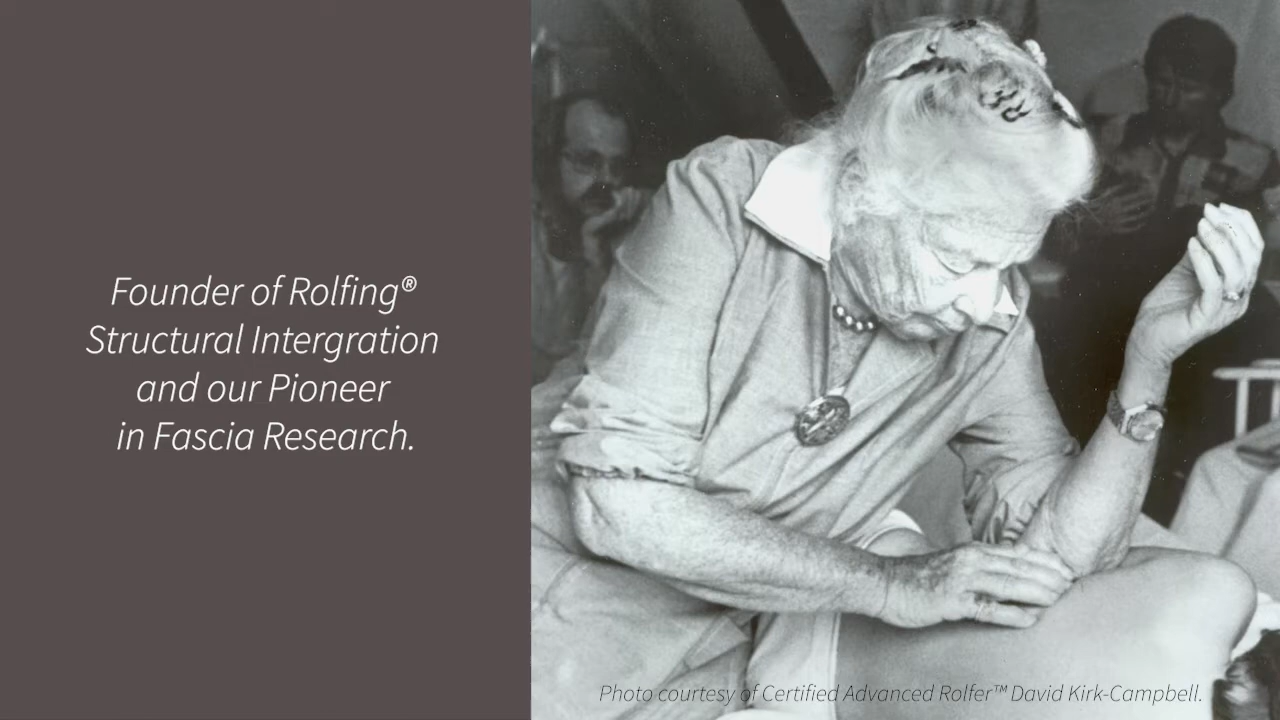 Founder of Rolfing®
Structural Intergration
and our Pioneer
in Fascia Research.
Photo courtesy of Certified Advanced Rolfer™ David Kirk-Campbell.